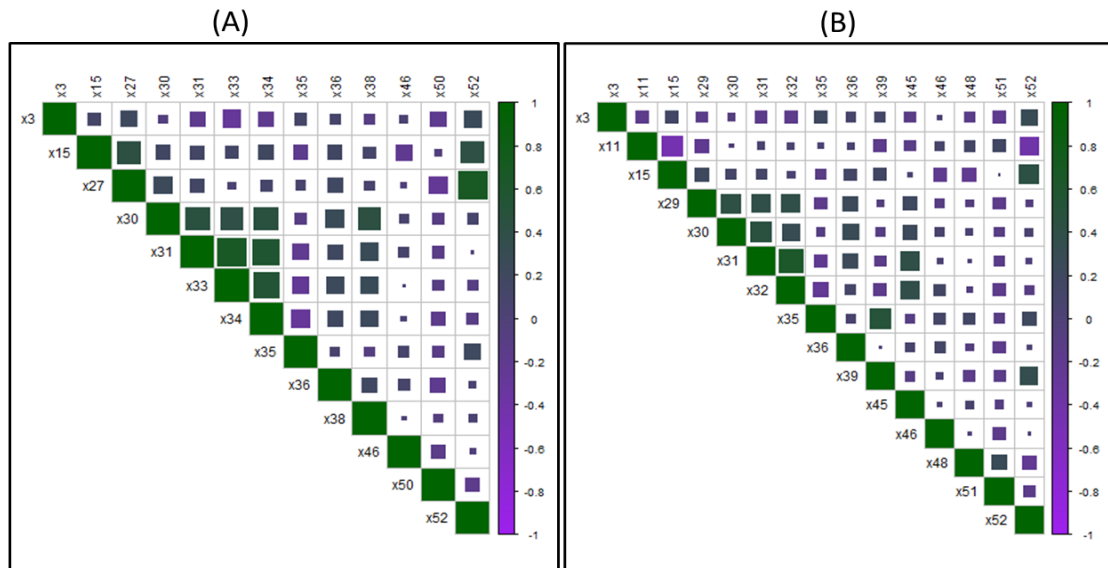 (A)
(B)
x3 x15 x27 x30 x31 x33 x34 x35 x36 x38 x46 x50 x52
x3
x15
x27
x30
x31
x33
x34
x35
x36
x38
x46
x50
x52
1
0.8
0.6
0.4
0.2
0
-0.2
-0.4
-0.6
-0.8
-1
x3 x11 x15 x29 x30 x31 x32 x35 x36 x39 x45 x46 x48 x51 x52
x3
x11
x15
x29
x30
x31
x32
x35
x36
x39
x45
x46
x48
x51
x52
1
0.8
0.6
0.4
0.2
0
-0.2
-0.4
-0.6
-0.8
-1